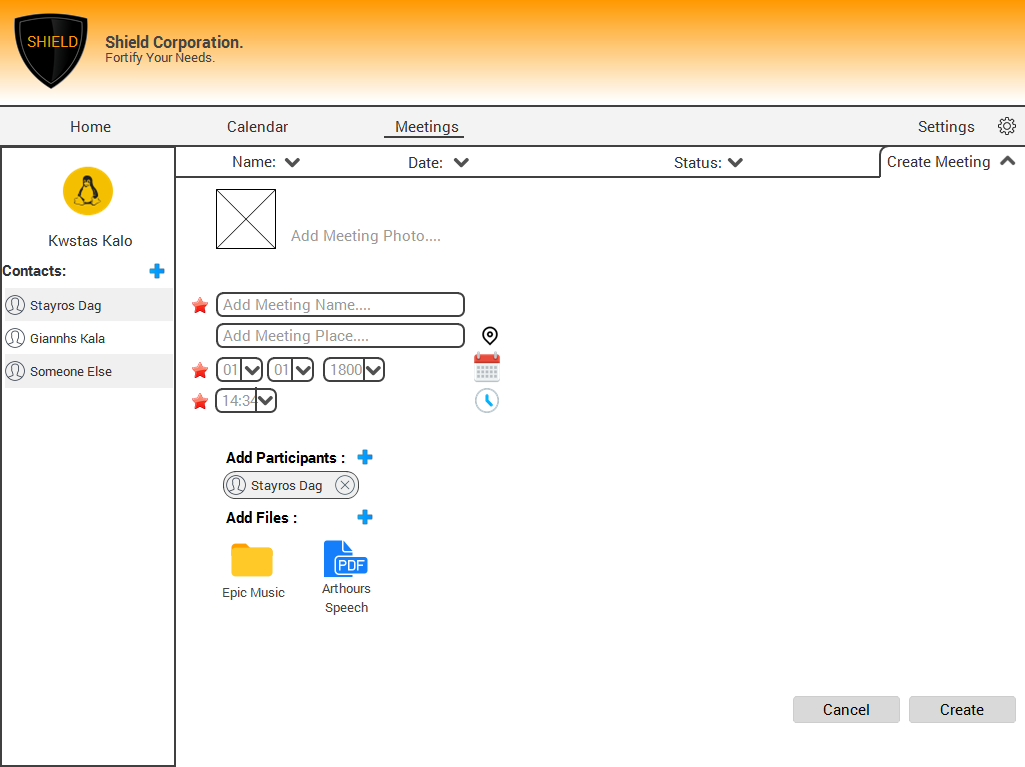 SHIELD
Shield Corporation.
Fortify Your Needs.
Home Calendar Meetings Settings
Name: Date: Status: Create Meeting
Kwstas Kalo
Contacts:
Stayros Dag
Giannhs Kala
Someone Else
Add Meeting Photo....
Add Meeting Name....
Add Meeting Place....
01 01 1800
14:34
Add Participants :
Stayros Dag
Add Files :
Epic Music
PDF
Arthours
Speech
Cancel Create